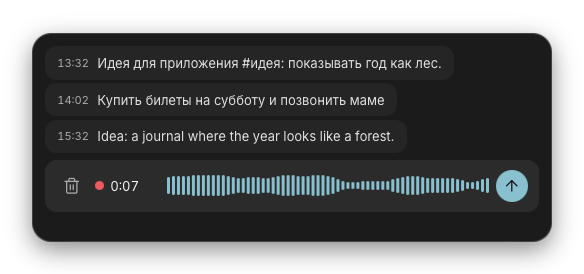 13:32 Идея для приложения #идея: показывать год как лес.
14:02 Купить билеты на субботу и позвонить маме
15:32 Idea: a journal where the year looks like a forest.
0:07